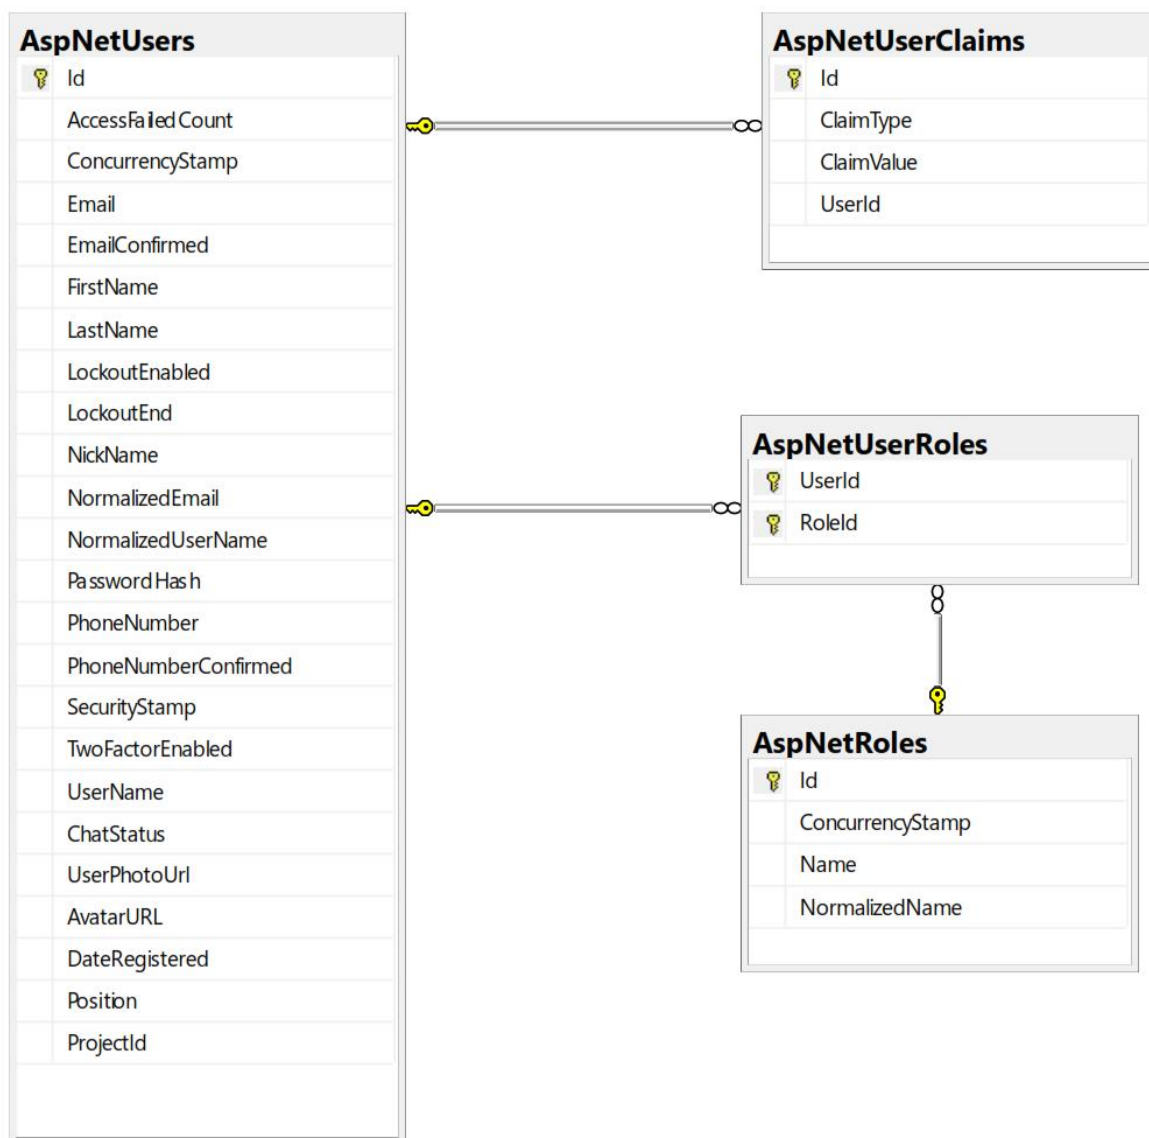 AspNetUsers
Id
AccessFailedCount
ConcurrencyStamp
Email
EmailConfirmed
FirstName
LastName
LockoutEnabled
LockoutEnd
NickName
NormalizedEmail
NormalizedUserName
PasswordHash
PhoneNumber
PhoneNumberConfirmed
SecurityStamp
TwoFactorEnabled
UserName
ChatStatus
UserPhotoUrl
AvatarURL
DateRegistered
Position
ProjectId
AspNetUserClaims
Id
ClaimType
ClaimValue
UserId
AspNetUserRoles
UserId
RoleId
AspNetRoles
Id
ConcurrencyStamp
Name
NormalizedName